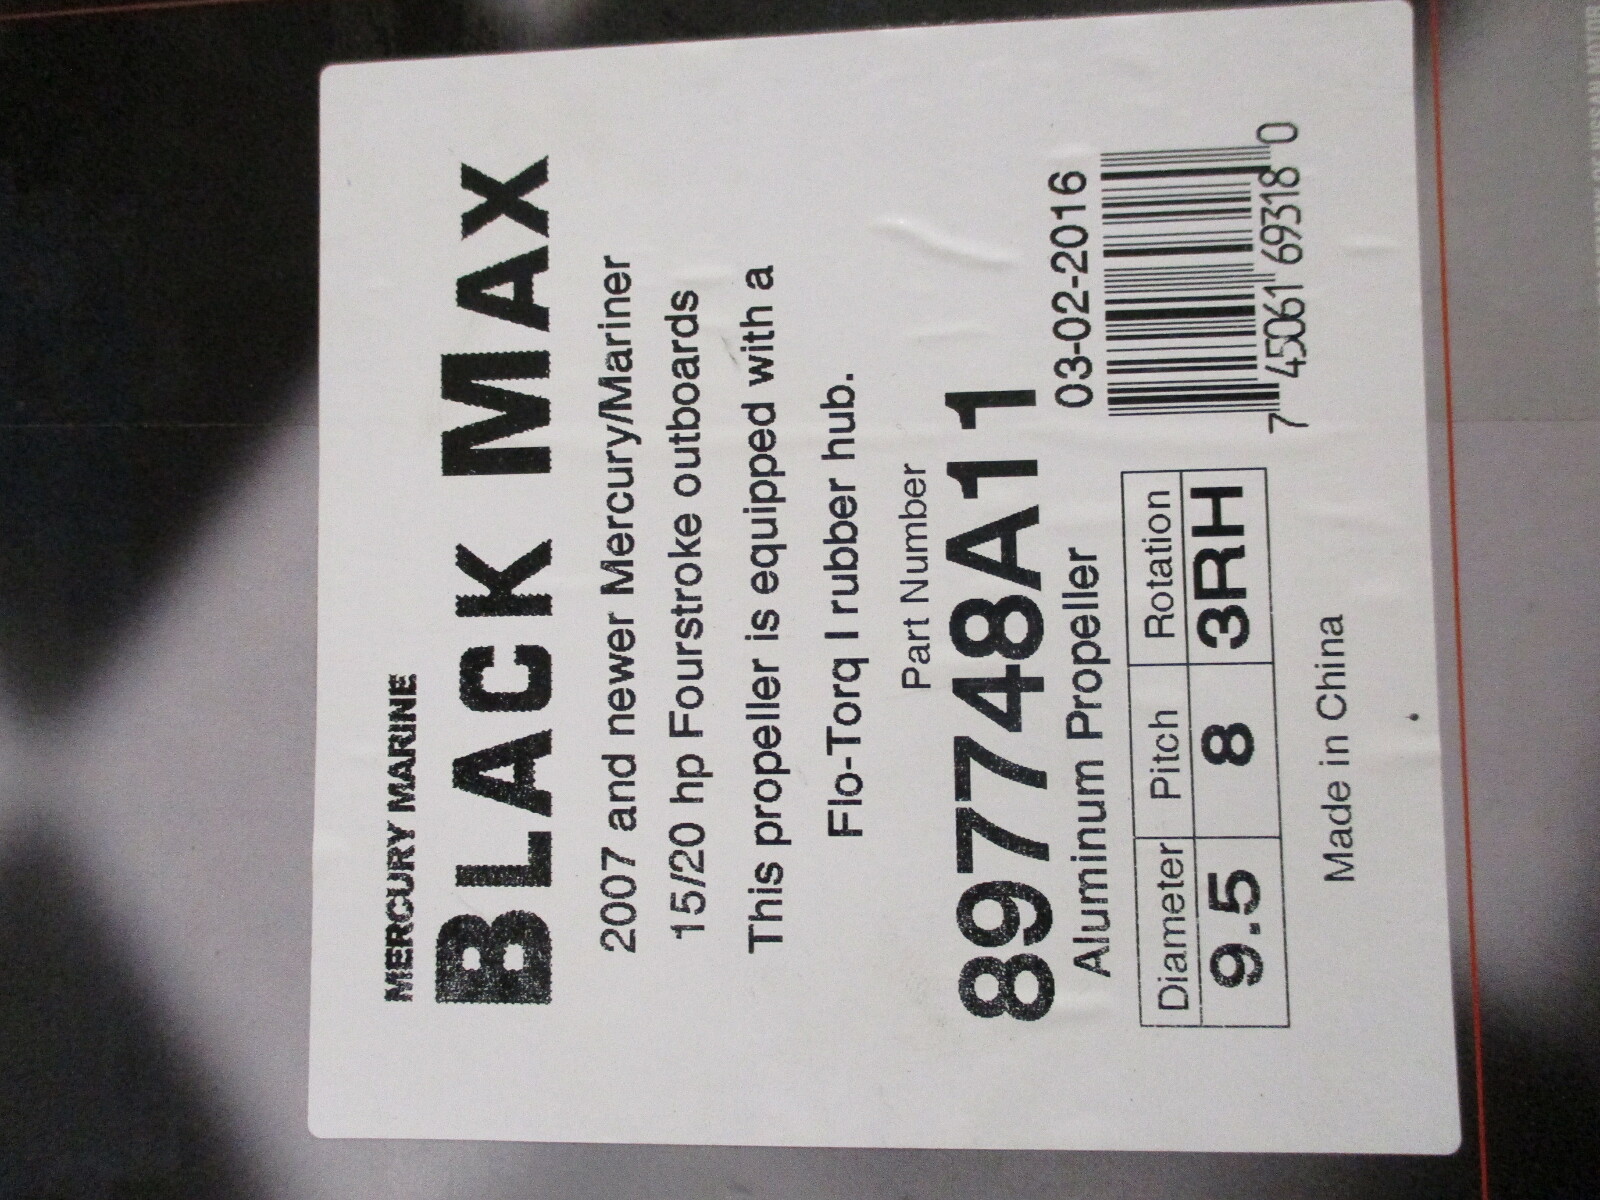 MERCURY MARINE
BLACK MAX
2007 and newer Mercury/Mariner
15/20 hp Fourstroke outboards
This propeller is equipped with a
Flo-Torq I rubber hub.
Part Number
897748A11
Aluminum Propeller
03-02-2016
Diameter Pitch Rotation
9.5 8 3RH
7 45061 69318 0
Made in China
NISSAN MOTOR